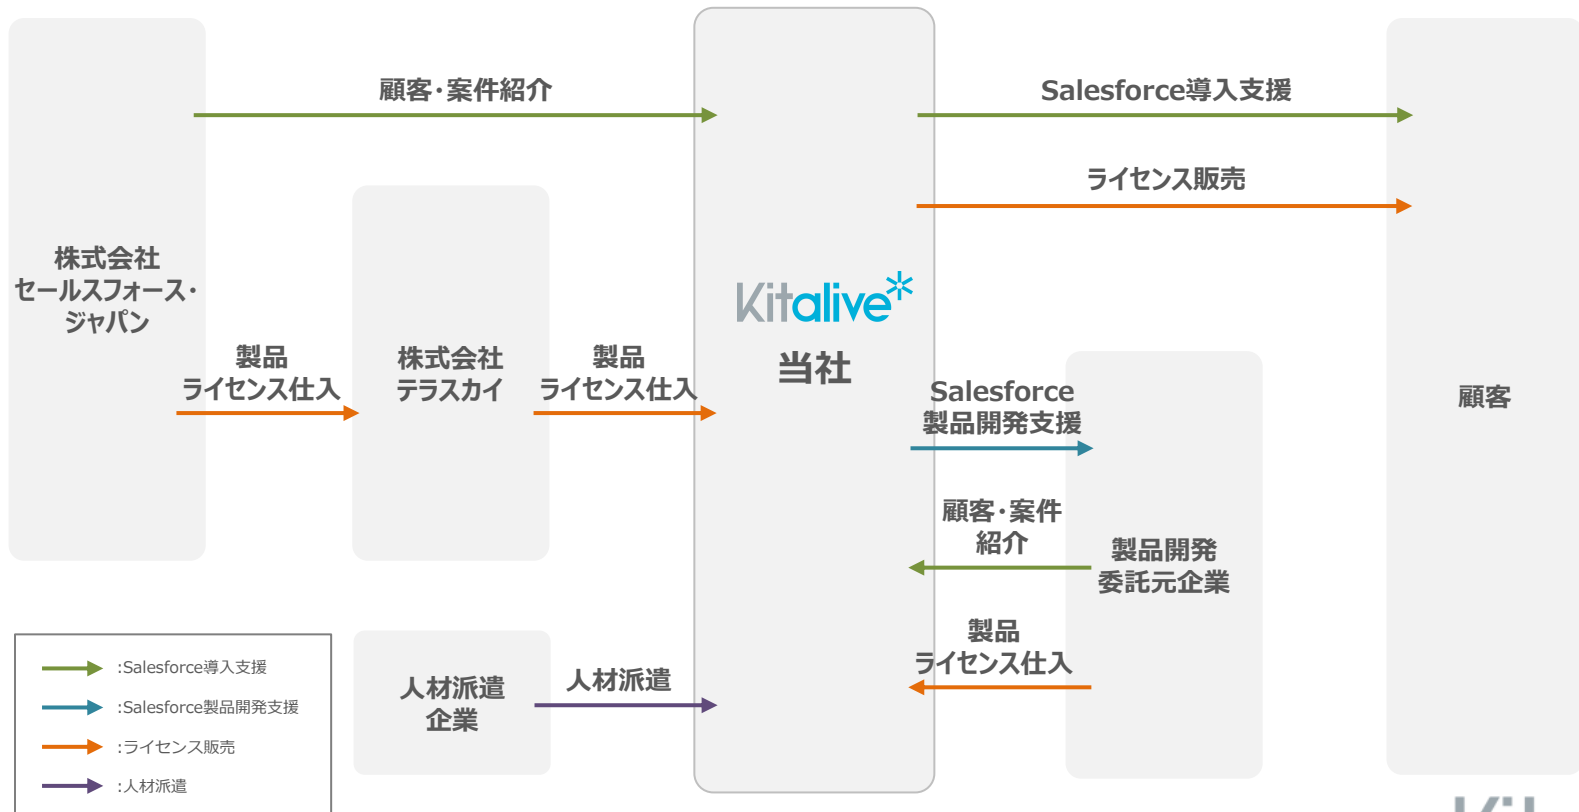 顧客・案件紹介
Salesforce導入支援
ライセンス販売
株式会社
セールスフォース・
ジャパン
Kitalive
当社
製品
ライセンス仕入
株式会社
テラスカイ
製品
ライセンス仕入
Salesforce
製品開発支援
顧客
顧客・案件
紹介
製品開発
委託元企業
製品
ライセンス仕入
人材派遣
企業
人材派遣
:Salesforce導入支援
:Salesforce製品開発支援
:ライセンス販売
:人材派遣